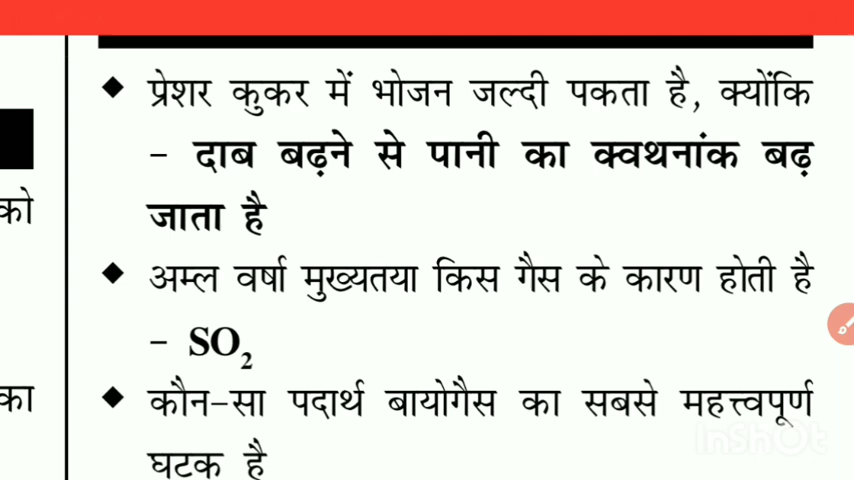 ♦ प्रेशर कुकर में भोजन जल्दी पकता है, क्योंकि
– दाब बढ़ने से पानी का क्वथनांक बढ़
जाता है
♦ अम्ल वर्षा मुख्यतया किस गैस के कारण होती है
– SO₂
♦ कौन-सा पदार्थ बायोगैस का सबसे महत्त्वपूर्ण
घटक है
को
का
InShOt